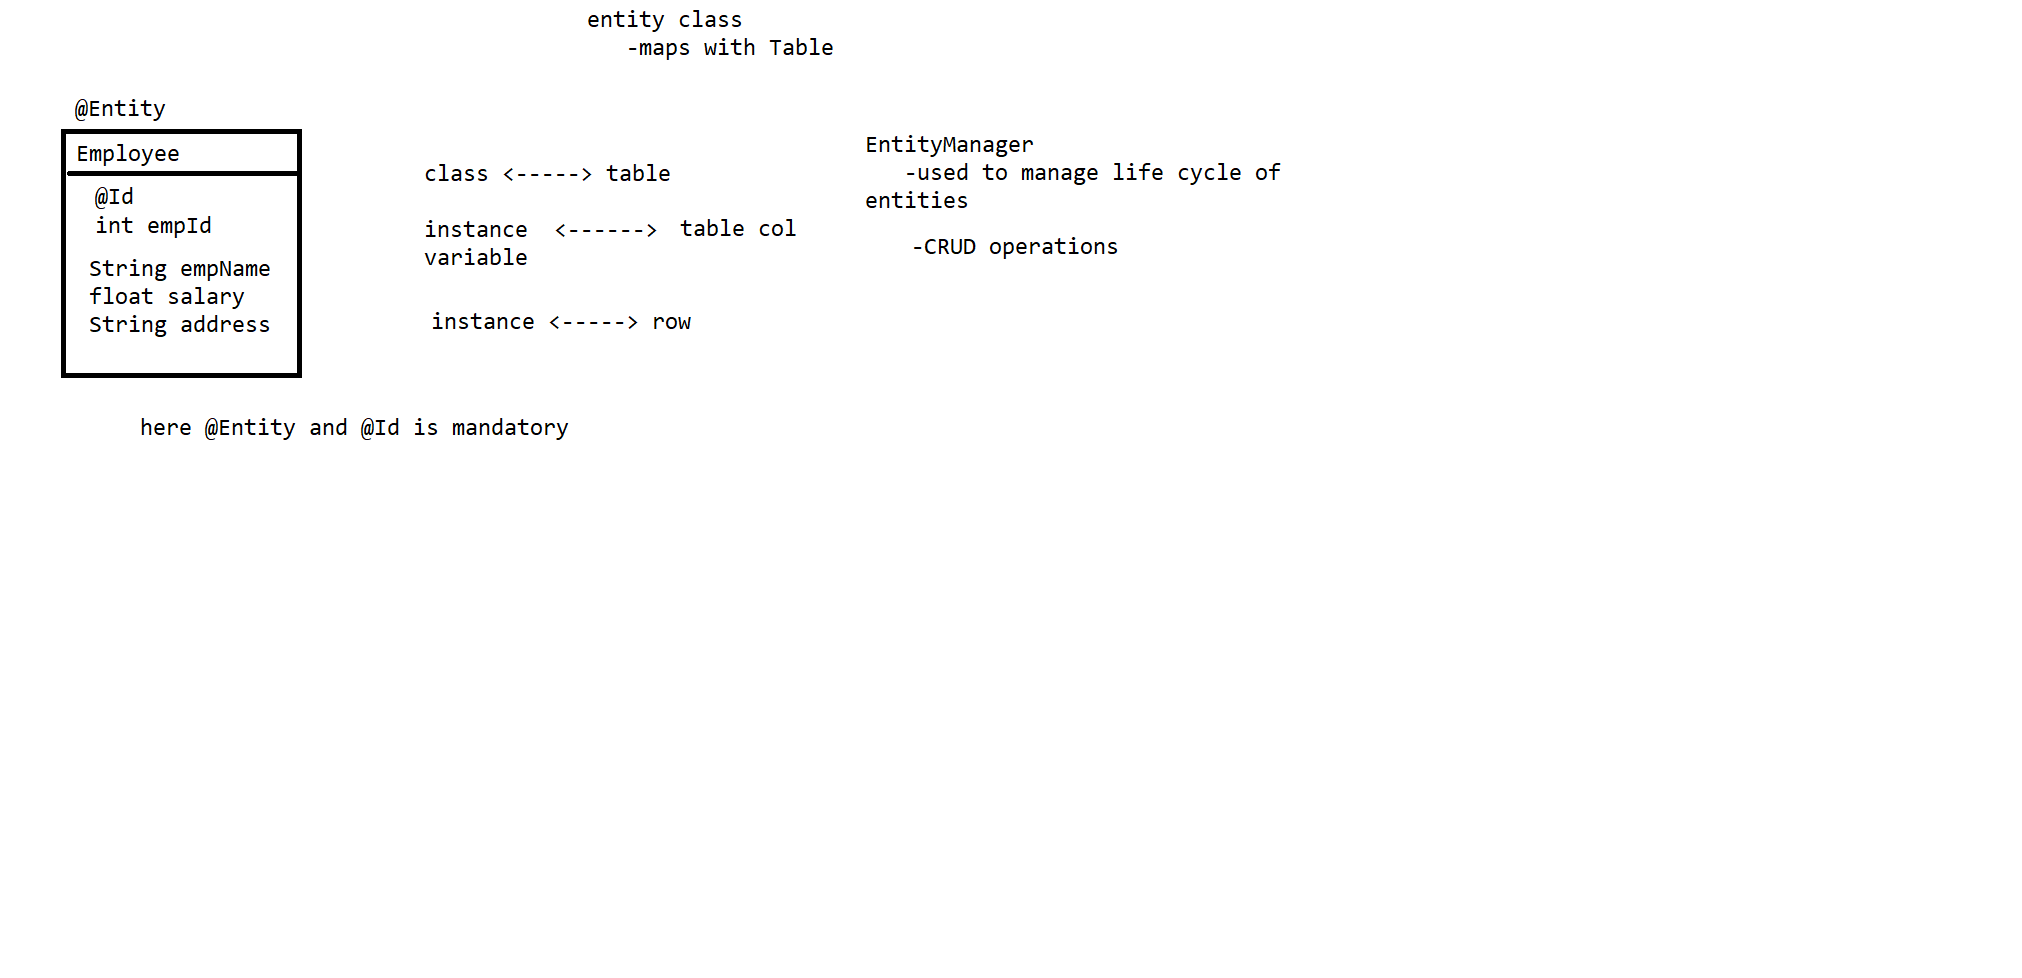 entity class
-maps with Table
@Entity
Employee
@Id
int empId
String empName
float salary
String address
class <-----> table
instance <------> table col
variable
instance <-----> row
EntityManager
-used to manage life cycle of
entities
-CRUD operations
here @Entity and @Id is mandatory